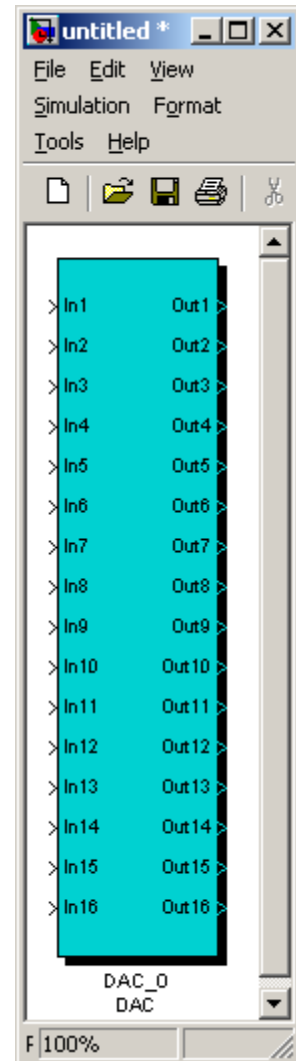 untitled *
File Edit View
Simulation Format
Tools Help
In1 Out1
In2 Out2
In3 Out3
In4 Out4
In5 Out5
In6 Out6
In7 Out7
In8 Out8
In9 Out9
In10 Out10
In11 Out11
In12 Out12
In13 Out13
In14 Out14
In15 Out15
In16 Out16
DAC_0
DAC
F 100%